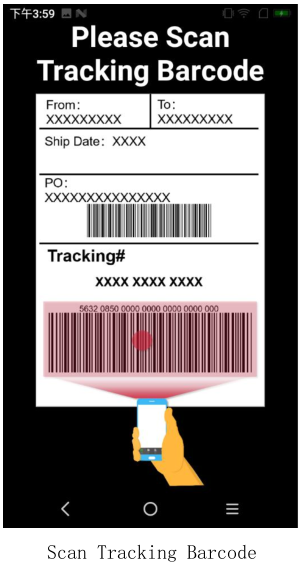 下午3:59
Please Scan
Tracking Barcode
From: To:
XXXXXXXXX XXXXXXXXX
Ship Date: XXXX
PO:
XXXXXXXXXXXXXXX
Tracking#
XXXX XXXX XXXX
5632 0850 0000 0000 0000 0000 000
Scan Tracking Barcode